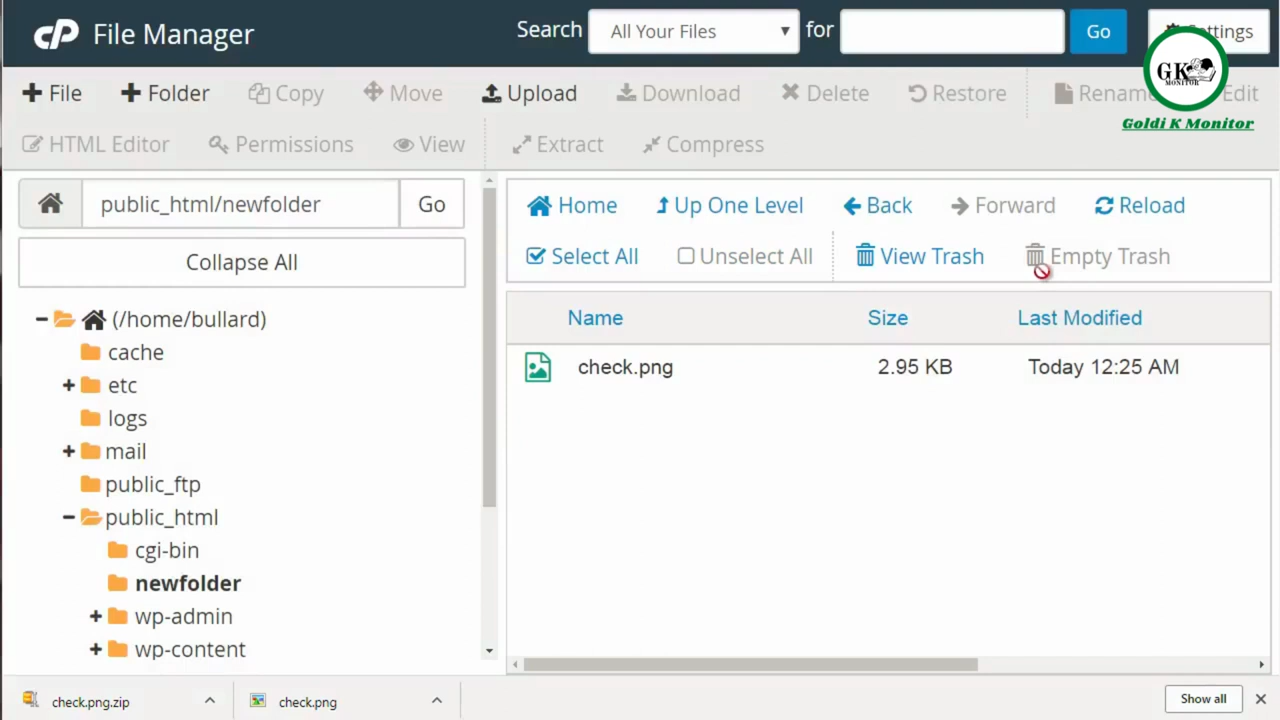 cP File Manager Search All Your Files for Go Settings
GK
MONITOR
Goldi K Monitor
File Folder Copy Move Upload Download Delete Restore Rename Edit
HTML Editor Permissions View Extract Compress
public_html/newfolder Go
Collapse All
(/home/bullard)
cache
etc
logs
mail
public_ftp
public_html
cgi-bin
newfolder
wp-admin
wp-content
Home Up One Level Back Forward Reload
Select All Unselect All View Trash Empty Trash
Name Size Last Modified
check.png 2.95 KB Today 12:25 AM
check.png.zip check.png Show all